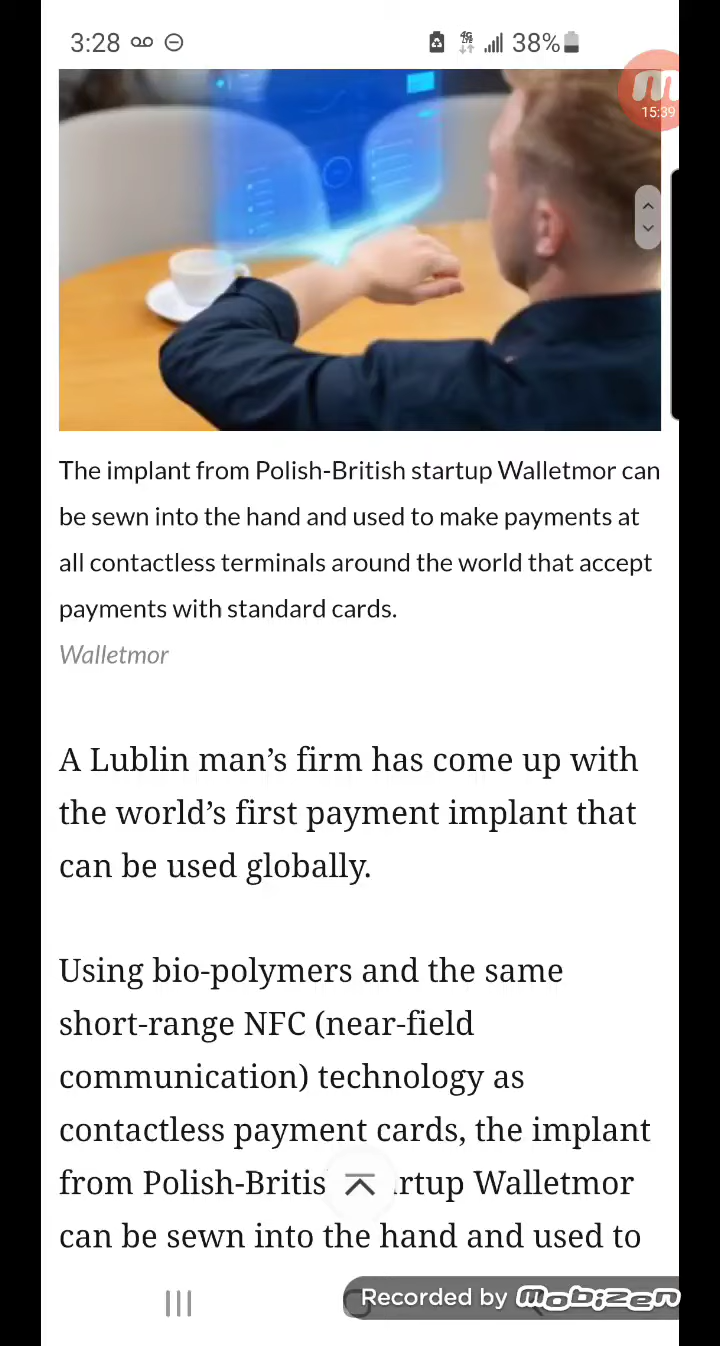 3:28
4G
38%
15:39
The implant from Polish-British startup Walletmor can
be sewn into the hand and used to make payments at
all contactless terminals around the world that accept
payments with standard cards.
Walletmor
A Lublin man’s firm has come up with
the world’s first payment implant that
can be used globally.
Using bio-polymers and the same
short-range NFC (near-field
communication) technology as
contactless payment cards, the implant
from Polish-Britis rtup Walletmor
can be sewn into the hand and used to
Recorded by mobizen